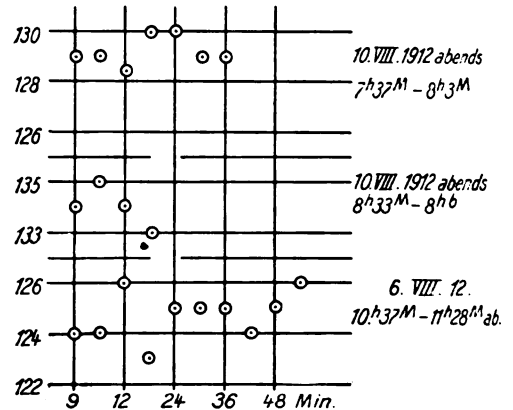 130
10. VIII. 1912 abends
128
7h37M – 8h3M
126
135
10. VIII. 1912 abends
8h33M – 8h6
133
126
6. VIII. 12.
10h37M – 11h28M ab.
124
122
9 12 24 36 48 Min.